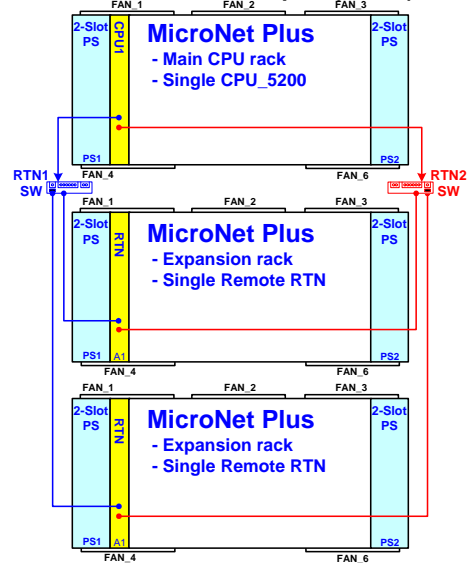 FAN_1 FAN_2 FAN_3
2-Slot PS
CPU1
MicroNet Plus
- Main CPU rack
- Single CPU_5200
2-Slot PS
PS1
PS2
FAN_4 FAN_6
RTN1 SW
RTN2 SW
FAN_1 FAN_2 FAN_3
2-Slot PS
RTN
MicroNet Plus
- Expansion rack
- Single Remote RTN
2-Slot PS
PS1 A1 PS2
FAN_4 FAN_6
FAN_1 FAN_2 FAN_3
2-Slot PS
RTN
MicroNet Plus
- Expansion rack
- Single Remote RTN
2-Slot PS
PS1 A1 PS2
FAN_4 FAN_6